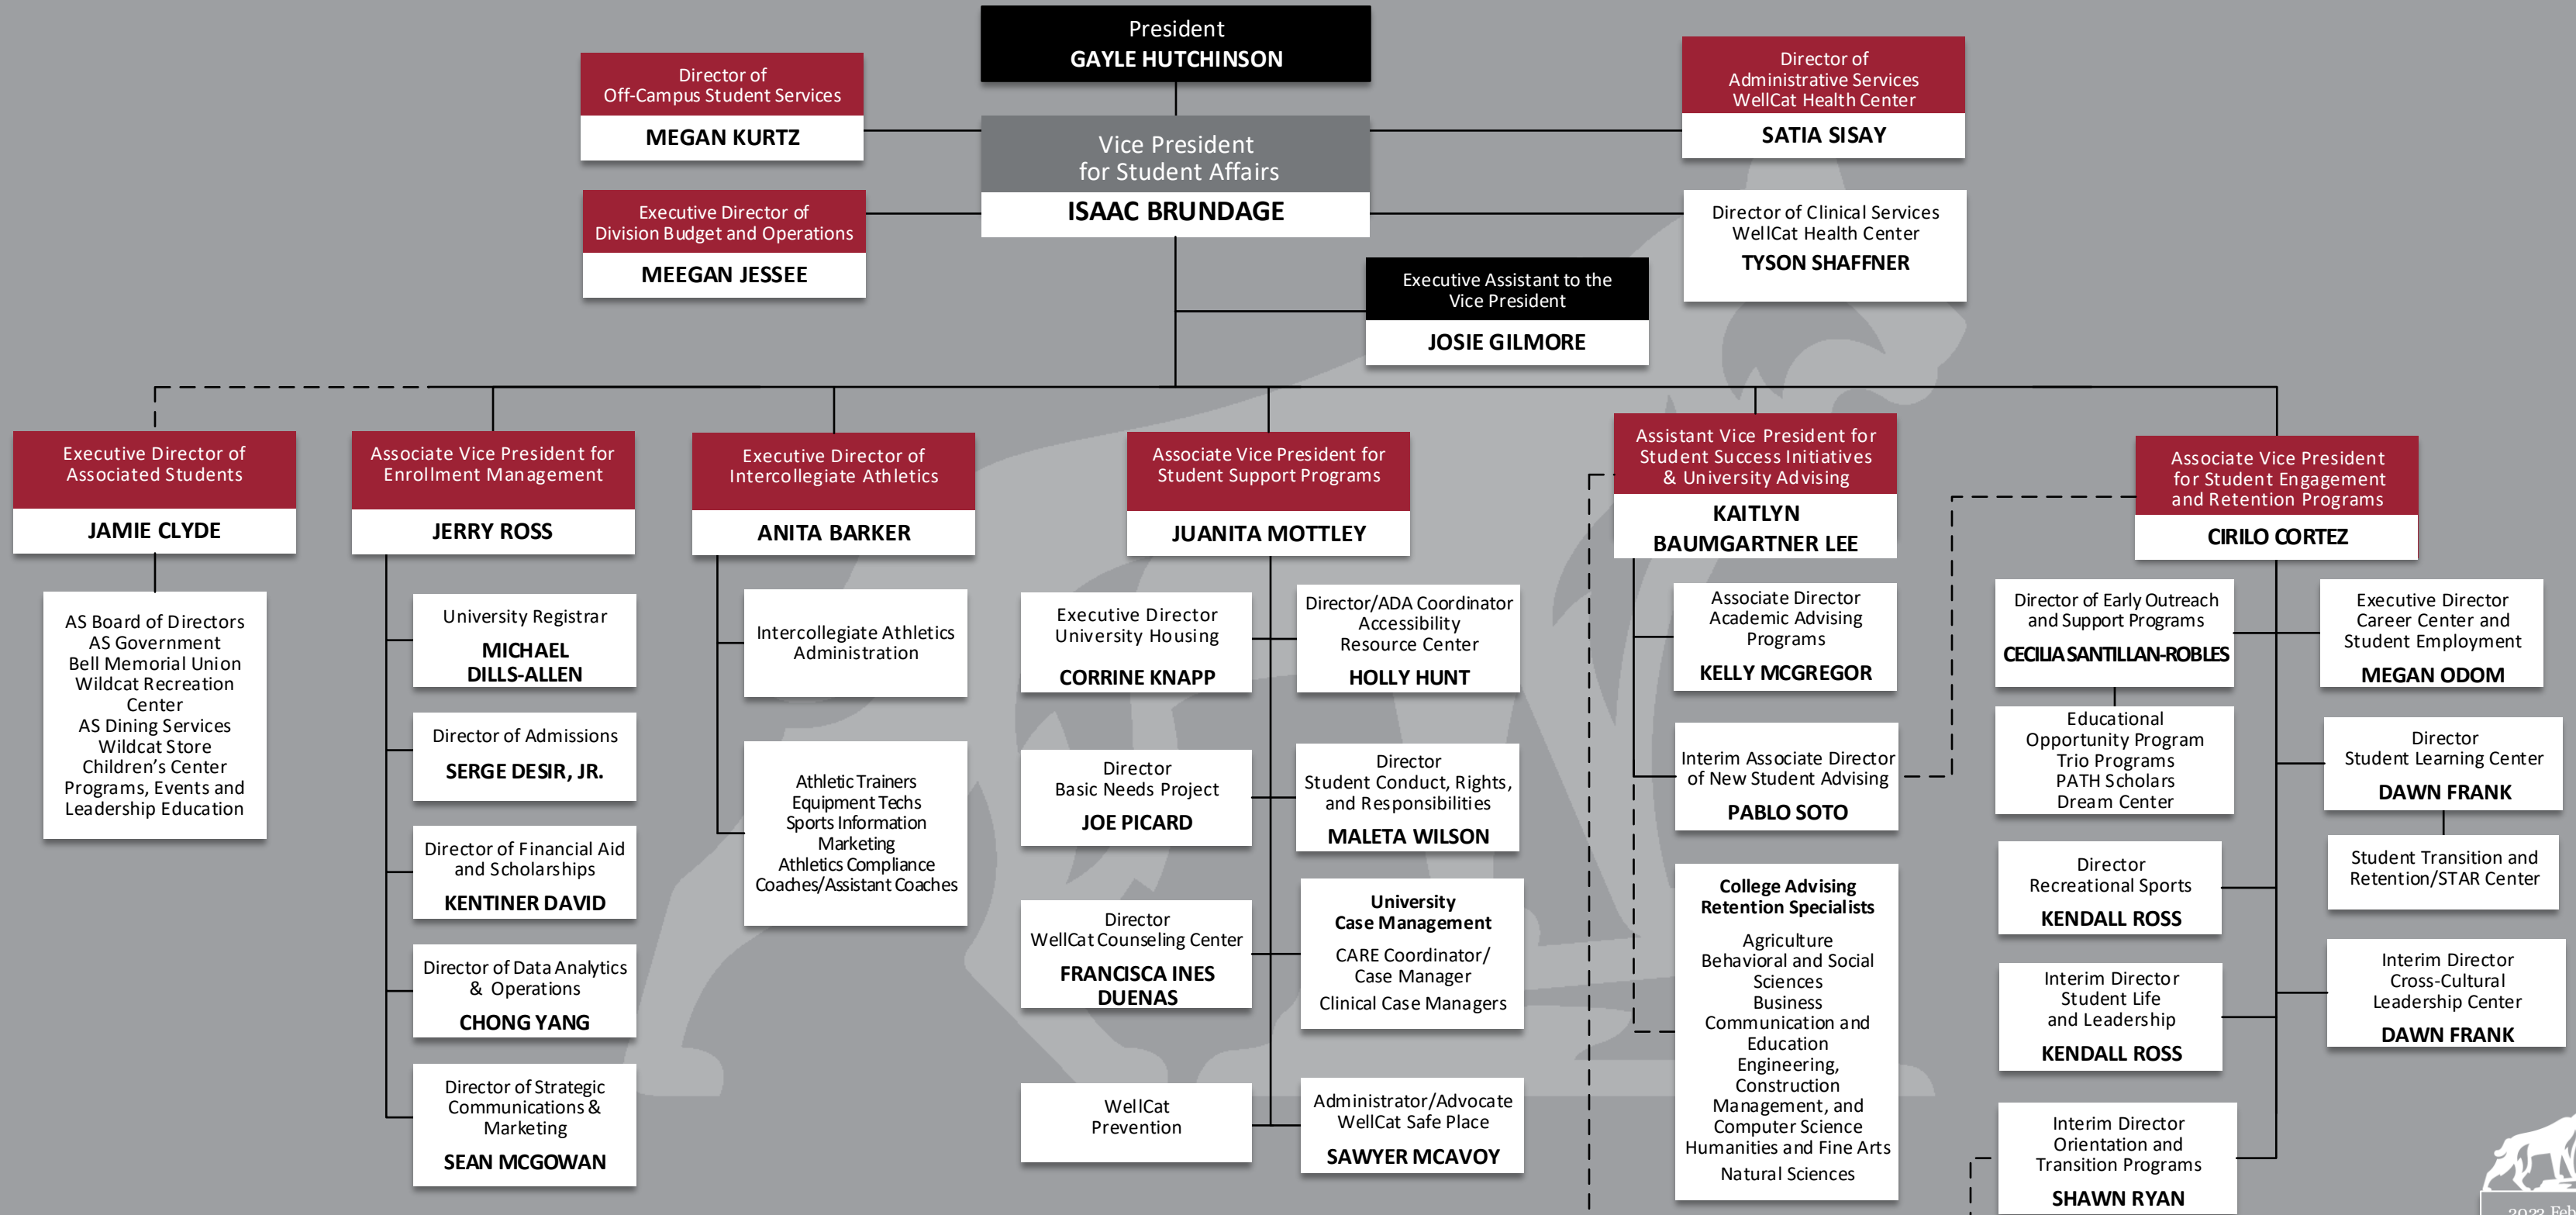 President
GAYLE HUTCHINSON
Director of
Off-Campus Student Services
MEGAN KURTZ
Director of
Administrative Services
WellCat Health Center
SATIA SISAY
Vice President
for Student Affairs
ISAAC BRUNDAGE
Executive Director of
Division Budget and Operations
MEEGAN JESSEE
Director of Clinical Services
WellCat Health Center
TYSON SHAFFNER
Executive Assistant to the
Vice President
JOSIE GILMORE
Executive Director of
Associated Students
JAMIE CLYDE
AS Board of Directors
AS Government
Bell Memorial Union
Wildcat Recreation
Center
AS Dining Services
Wildcat Store
Children's Center
Programs, Events and
Leadership Education
Associate Vice President for
Enrollment Management
JERRY ROSS
University Registrar
MICHAEL
DILLS-ALLEN
Director of Admissions
SERGE DESIR, JR.
Director of Financial Aid
and Scholarships
KENTINER DAVID
Director of Data Analytics
& Operations
CHONG YANG
Director of Strategic
Communications &
Marketing
SEAN MCGOWAN
Executive Director of
Intercollegiate Athletics
ANITA BARKER
Intercollegiate Athletics
Administration
Athletic Trainers
Equipment Techs
Sports Information
Marketing
Athletics Compliance
Coaches/Assistant Coaches
Associate Vice President for
Student Support Programs
JUANITA MOTTLEY
Executive Director
University Housing
CORRINE KNAPP
Director/ADA Coordinator
Accessibility
Resource Center
HOLLY HUNT
Director
Basic Needs Project
JOE PICARD
Director
Student Conduct, Rights,
and Responsibilities
MALETA WILSON
Director
WellCat Counseling Center
FRANCISCA INES
DUENAS
University
Case Management
CARE Coordinator/
Case Manager
Clinical Case Managers
WellCat
Prevention
Administrator/Advocate
WellCat Safe Place
SAWYER MCAVOY
Assistant Vice President for
Student Success Initiatives
& University Advising
KAITLYN
BAUMGARTNER LEE
Associate Director
Academic Advising
Programs
KELLY MCGREGOR
Interim Associate Director
of New Student Advising
PABLO SOTO
College Advising
Retention Specialists
Agriculture
Behavioral and Social
Sciences
Business
Communication and
Education
Engineering,
Construction
Management, and
Computer Science
Humanities and Fine Arts
Natural Sciences
Associate Vice President
for Student Engagement
and Retention Programs
CIRILO CORTEZ
Director of Early Outreach
and Support Programs
CECILIA SANTILLAN-ROBLES
Educational
Opportunity Program
Trio Programs
PATH Scholars
Dream Center
Director
Recreational Sports
KENDALL ROSS
Interim Director
Student Life
and Leadership
KENDALL ROSS
Interim Director
Orientation and
Transition Programs
SHAWN RYAN
Executive Director
Career Center and
Student Employment
MEGAN ODOM
Director
Student Learning Center
DAWN FRANK
Student Transition and
Retention/STAR Center
Interim Director
Cross-Cultural
Leadership Center
DAWN FRANK